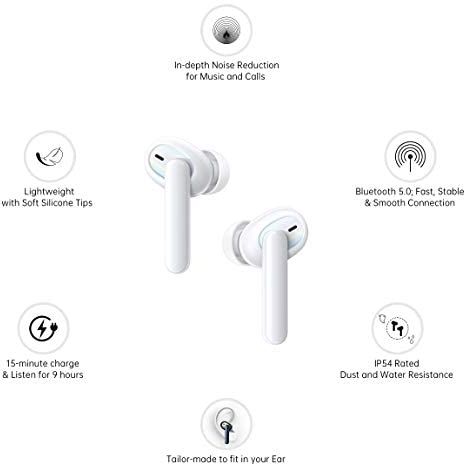 In-depth Noise Reduction
for Music and Calls
Lightweight
with Soft Silicone Tips
Bluetooth 5.0; Fast, Stable
& Smooth Connection
15-minute charge
& Listen for 9 hours
IP54 Rated
Dust and Water Resistance
Tailor-made to fit in your Ear